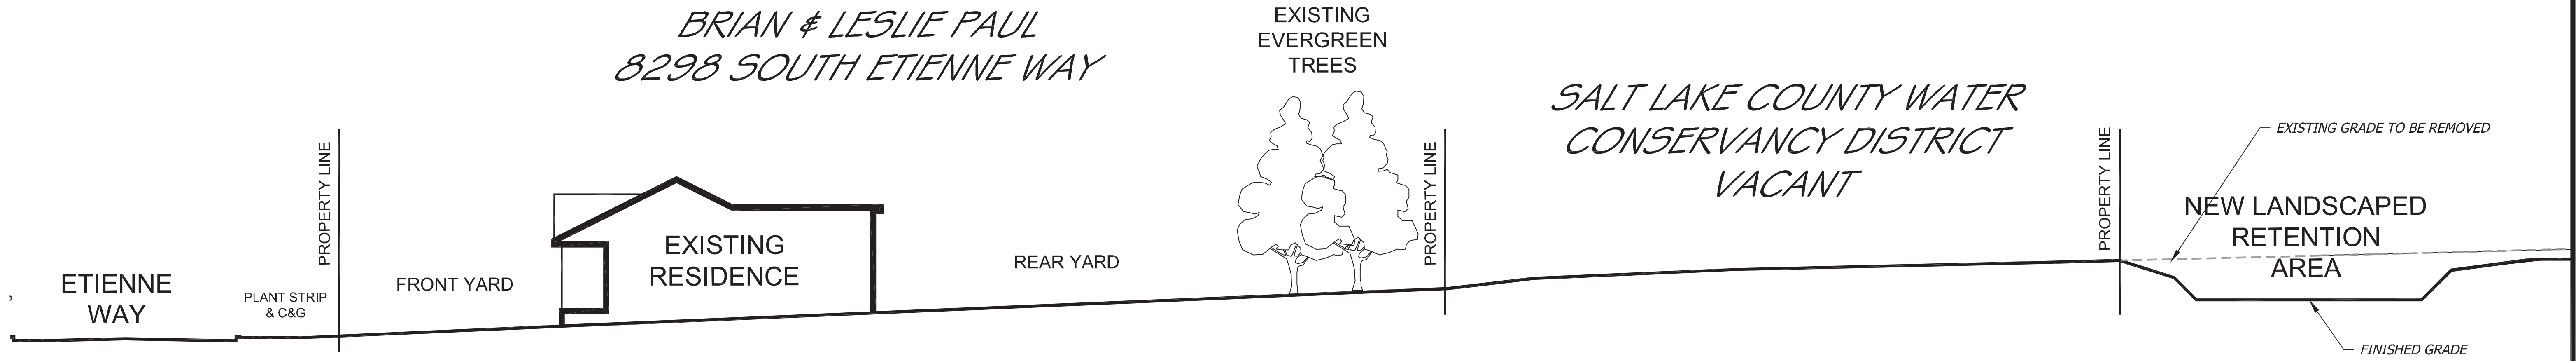 BRIAN & LESLIE PAUL
8298 SOUTH ETIENNE WAY
EXISTING
EVERGREEN
TREES
SALT LAKE COUNTY WATER
CONSERVANCY DISTRICT
VACANT
EXISTING GRADE TO BE REMOVED
PROPERTY LINE
PROPERTY LINE
PROPERTY LINE
NEW LANDSCAPED
RETENTION
AREA
ETIENNE
WAY
PLANT STRIP
& C&G
FRONT YARD
EXISTING
RESIDENCE
REAR YARD
FINISHED GRADE